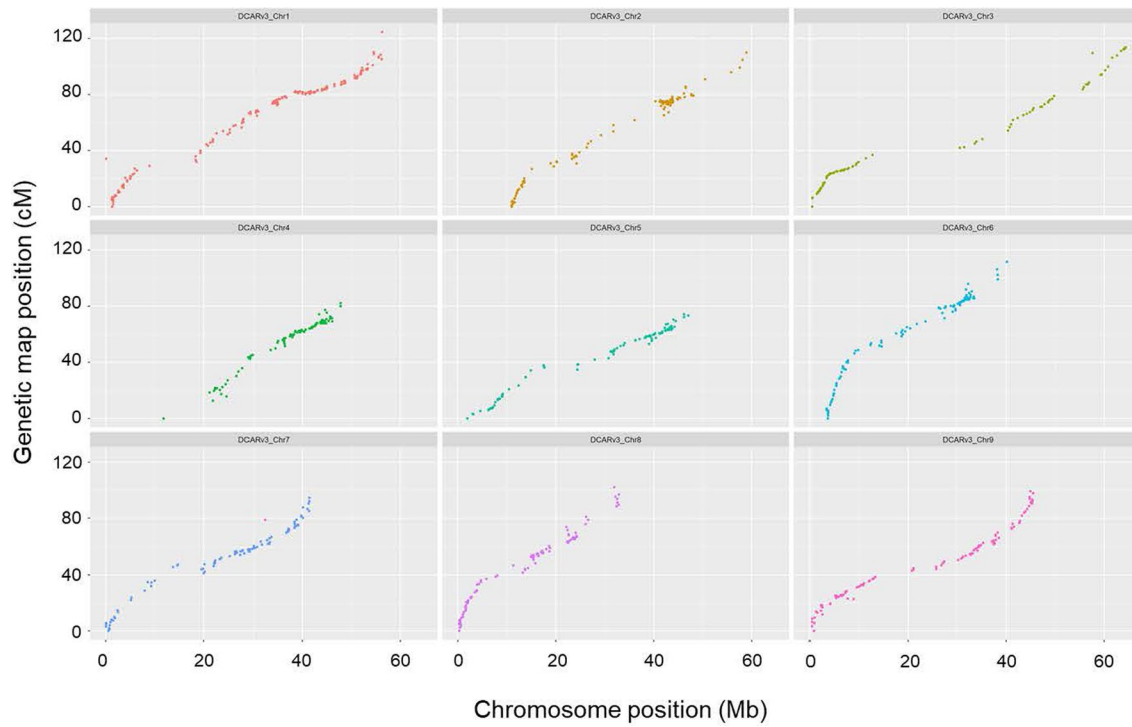 DCARv3_Chr1 DCARv3_Chr2 DCARv3_Chr3
120
80
40
0
DCARv3_Chr4 DCARv3_Chr5 DCARv3_Chr6
120
80
40
0
DCARv3_Chr7 DCARv3_Chr8 DCARv3_Chr9
120
80
40
0
0 20 40 60 0 20 40 60 0 20 40 60
Genetic map position (cM)
Chromosome position (Mb)